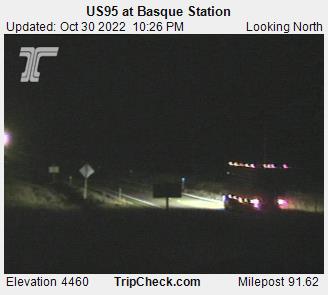 US95 at Basque Station
Updated: Oct 30 2022 10:26 PM Looking North
Elevation 4460 TripCheck.com Milepost 91.62